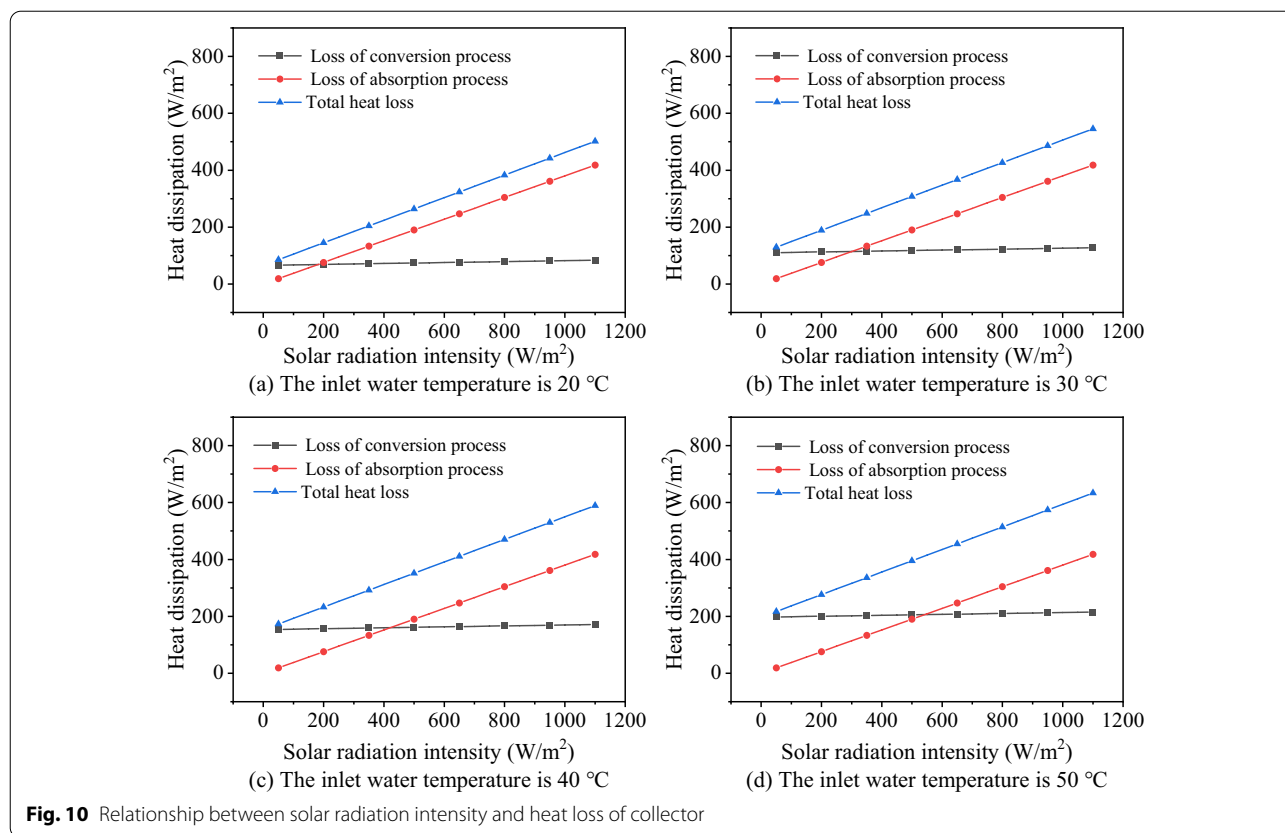 800
600
400
200
0
Heat dissipation (W/m²)
Loss of conversion process
Loss of absorption process
Total heat loss
0 200 400 600 800 1000 1200
Solar radiation intensity (W/m²)
(a) The inlet water temperature is 20 ℃
800
600
400
200
0
Heat dissipation (W/m²)
Loss of conversion process
Loss of absorption process
Total heat loss
0 200 400 600 800 1000 1200
Solar radiation intensity (W/m²)
(b) The inlet water temperature is 30 ℃
800
600
400
200
0
Heat dissipation (W/m²)
Loss of conversion process
Loss of absorption process
Total heat loss
0 200 400 600 800 1000 1200
Solar radiation intensity (W/m²)
(c) The inlet water temperature is 40 ℃
800
600
400
200
0
Heat dissipation (W/m²)
Loss of conversion process
Loss of absorption process
Total heat loss
0 200 400 600 800 1000 1200
Solar radiation intensity (W/m²)
(d) The inlet water temperature is 50 ℃
Fig. 10 Relationship between solar radiation intensity and heat loss of collector